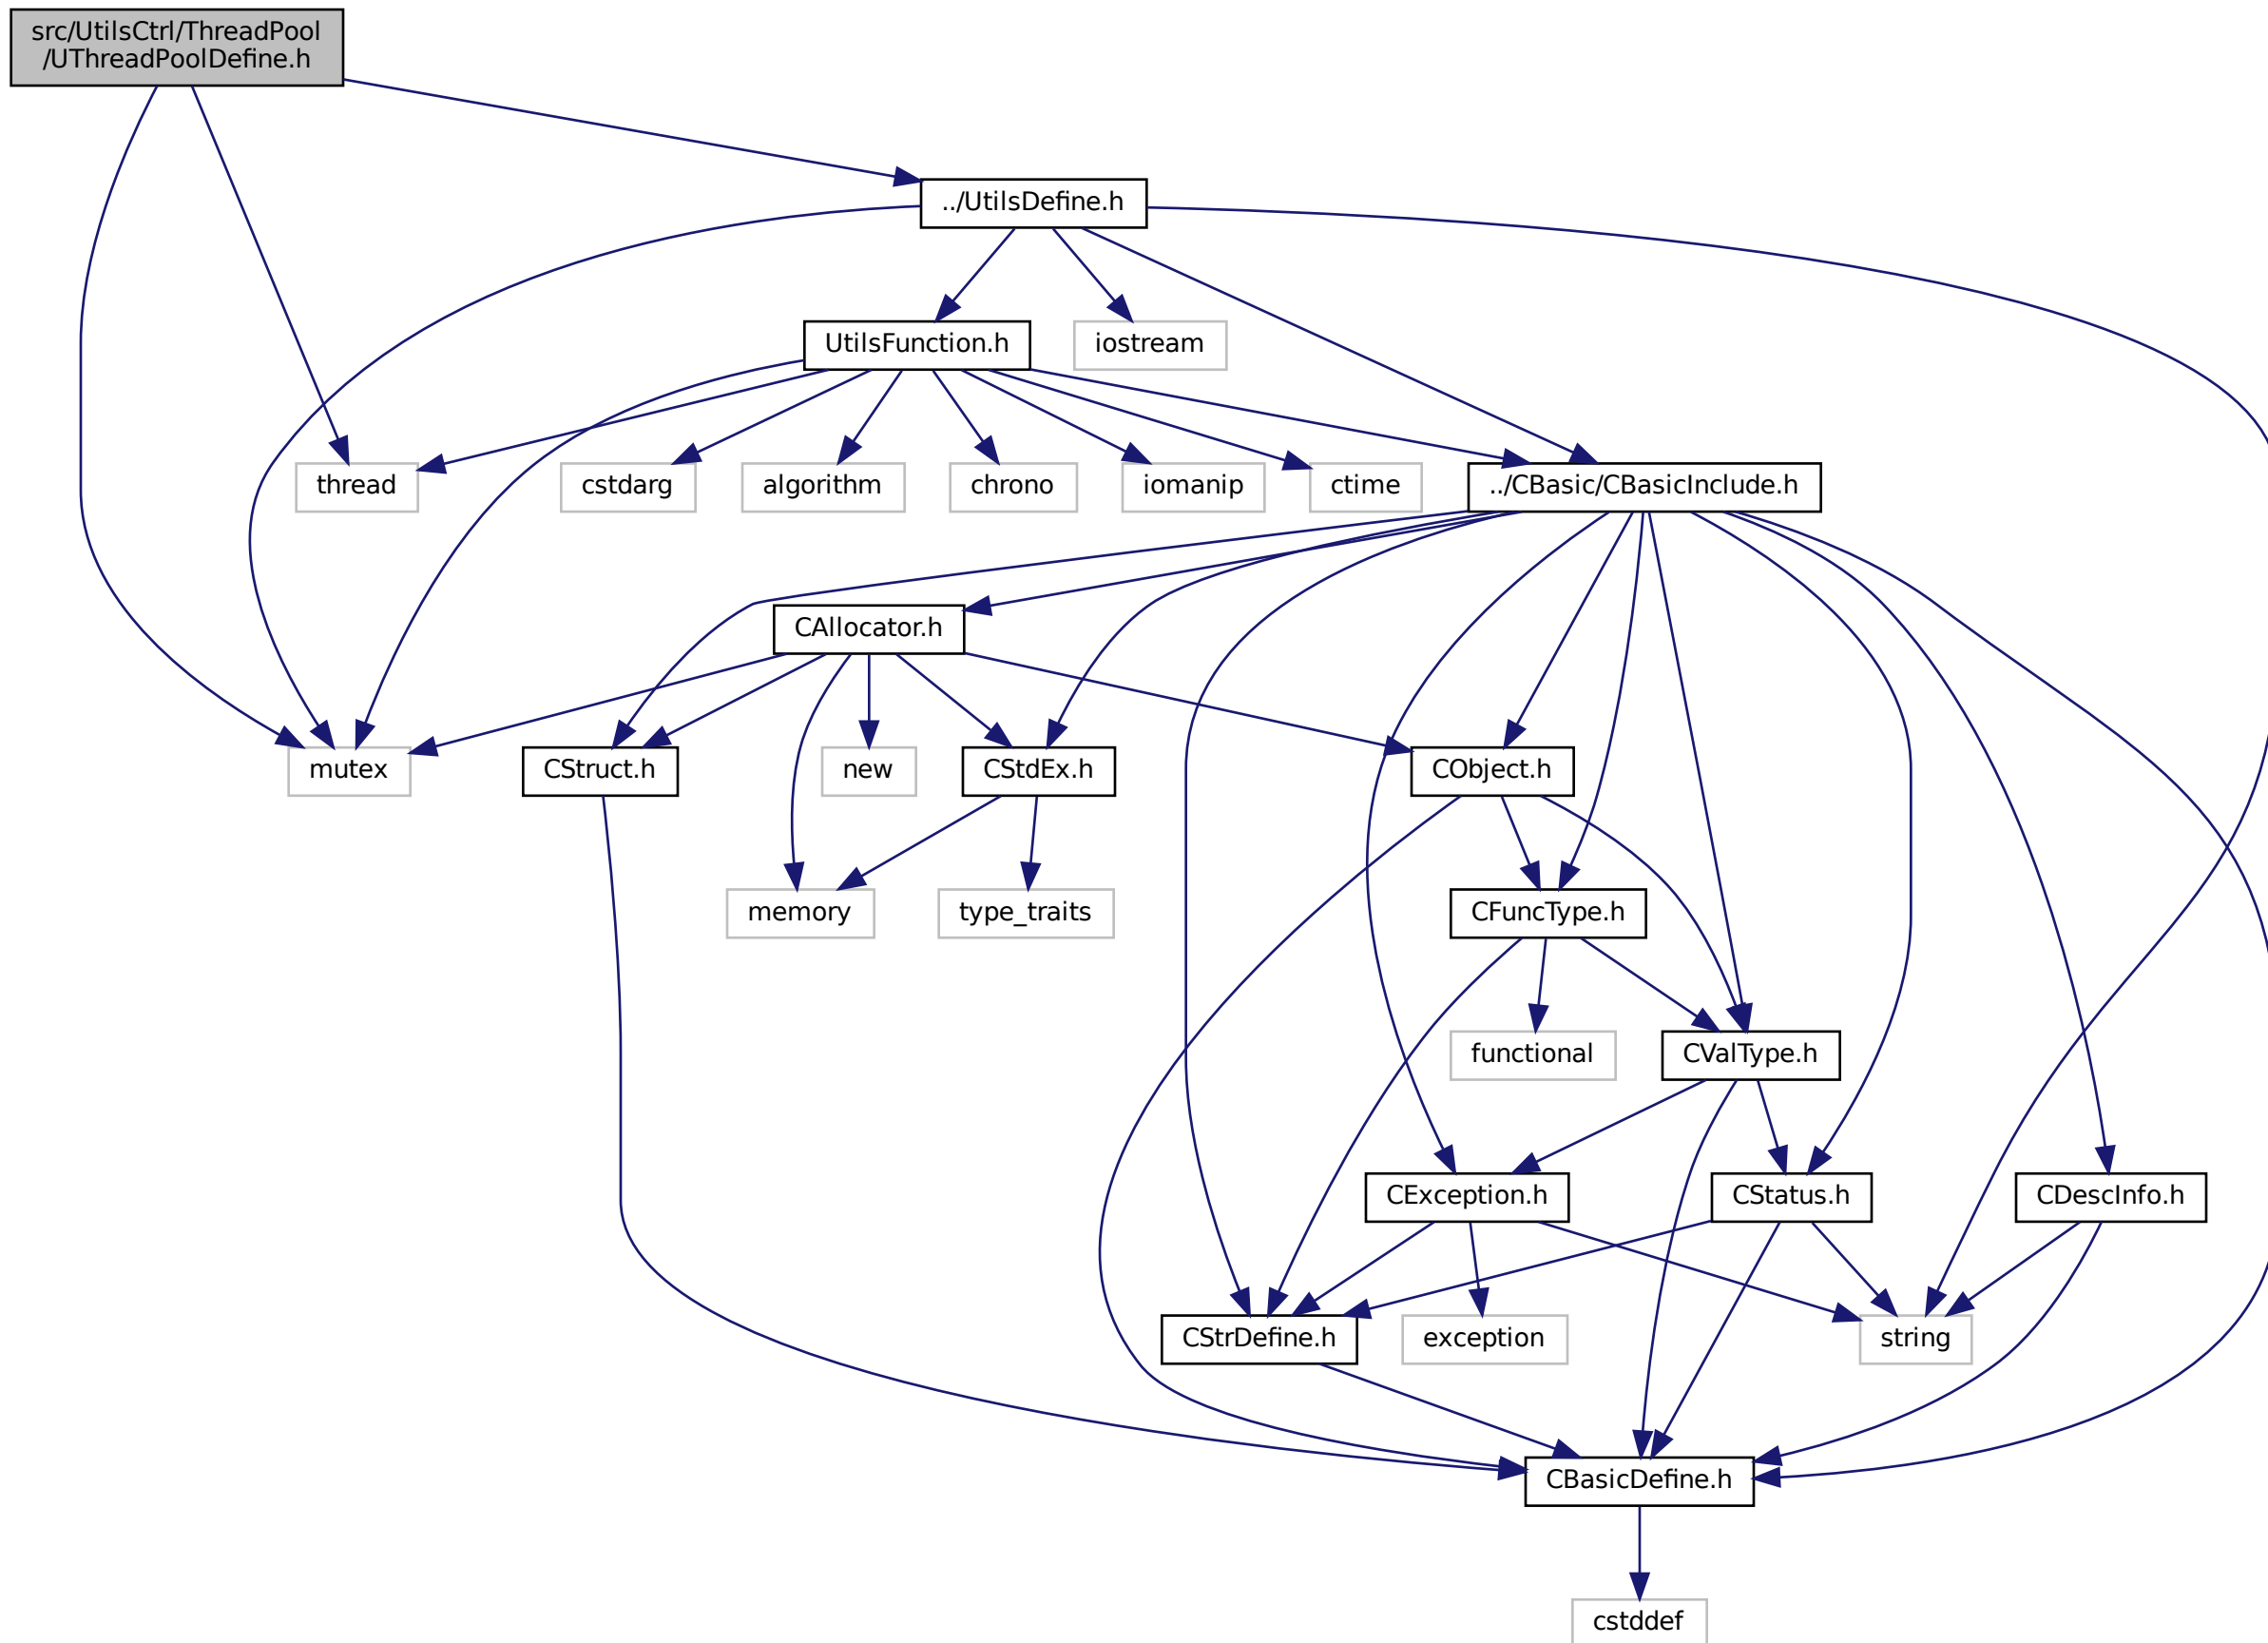 src/UtilsCtrl/ThreadPool
/UThreadPoolDefine.h
../UtilsDefine.h
UtilsFunction.h
iostream
thread
cstdarg
algorithm
chrono
iomanip
ctime
../CBasic/CBasicInclude.h
CAllocator.h
mutex
CStruct.h
new
CStdEx.h
CObject.h
memory
type_traits
CFuncType.h
functional
CValType.h
CException.h
CStatus.h
CDescInfo.h
CStrDefine.h
exception
string
CBasicDefine.h
cstddef